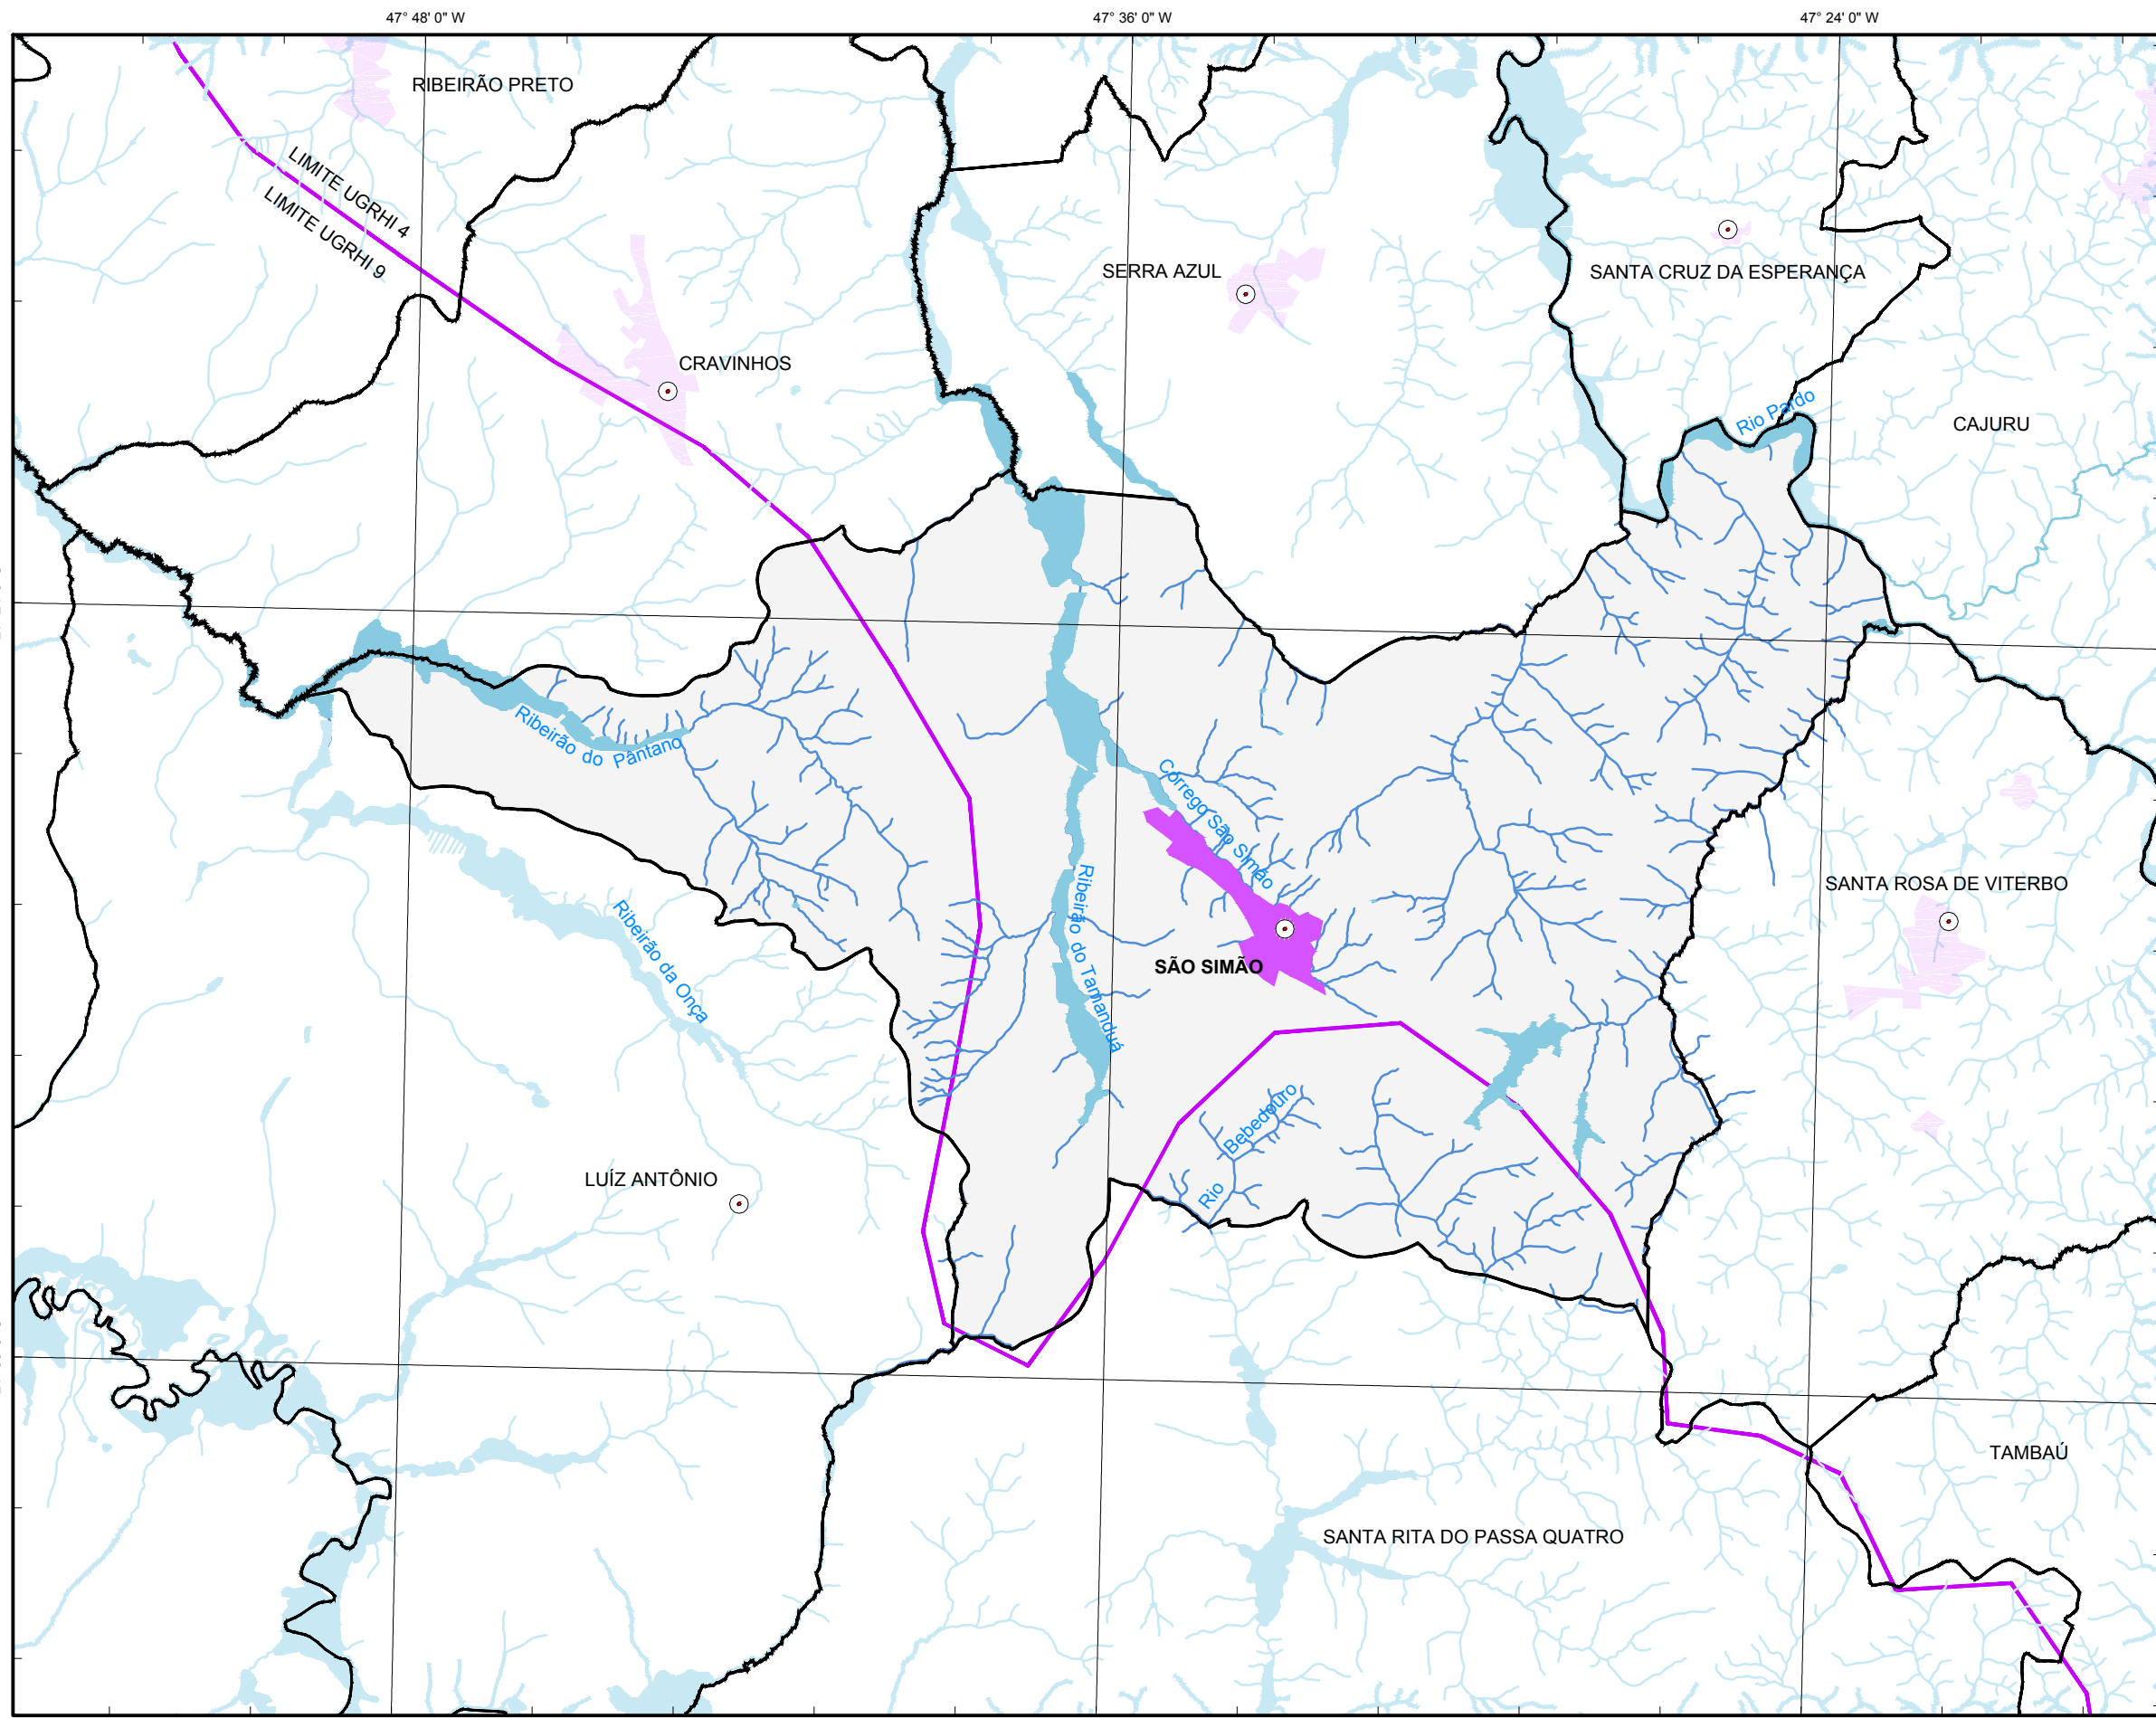 47° 48' 0" W
47° 36' 0" W
47° 24' 0" W
RIBEIRÃO PRETO
LIMITE UGRHI 4
LIMITE UGRHI 9
SERRA AZUL
SANTA CRUZ DA ESPERANÇA
CRAVINHOS
Rio Pardo
CAJURU
Ribeirão do Pântano
Córrego São Simão
Ribeirão do Tamanduá
Ribeirão da Onça
SANTA ROSA DE VITERBO
SÃO SIMÃO
Rio Bebedouro
LUÍZ ANTÔNIO
TAMBAÚ
SANTA RITA DO PASSA QUATRO